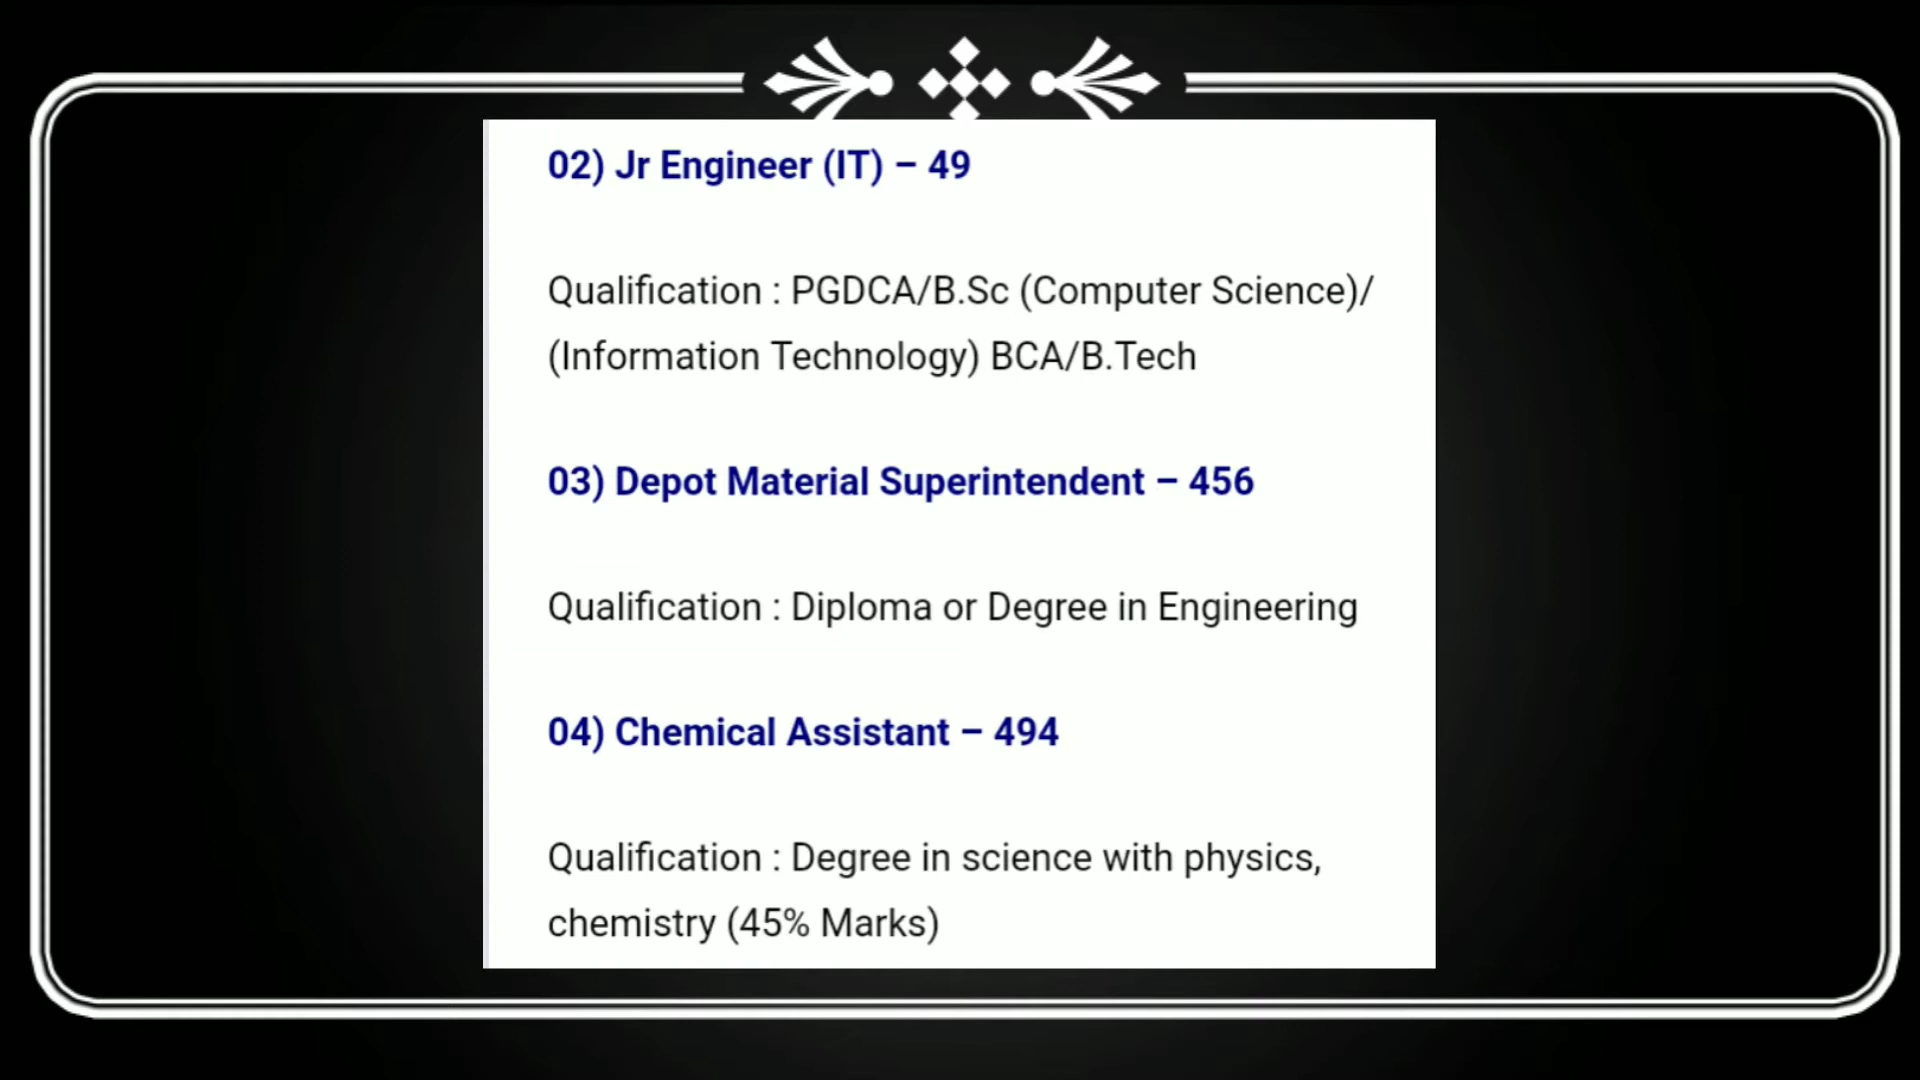 02) Jr Engineer (IT) – 49
Qualification : PGDCA/B.Sc (Computer Science)/
(Information Technology) BCA/B.Tech
03) Depot Material Superintendent – 456
Qualification : Diploma or Degree in Engineering
04) Chemical Assistant – 494
Qualification : Degree in science with physics,
chemistry (45% Marks)